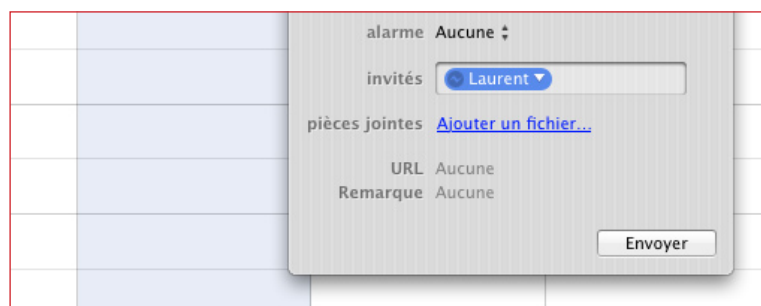 alarme Aucune
invités Laurent
pièces jointes Ajouter un fichier...
URL Aucune
Remarque Aucune
Envoyer